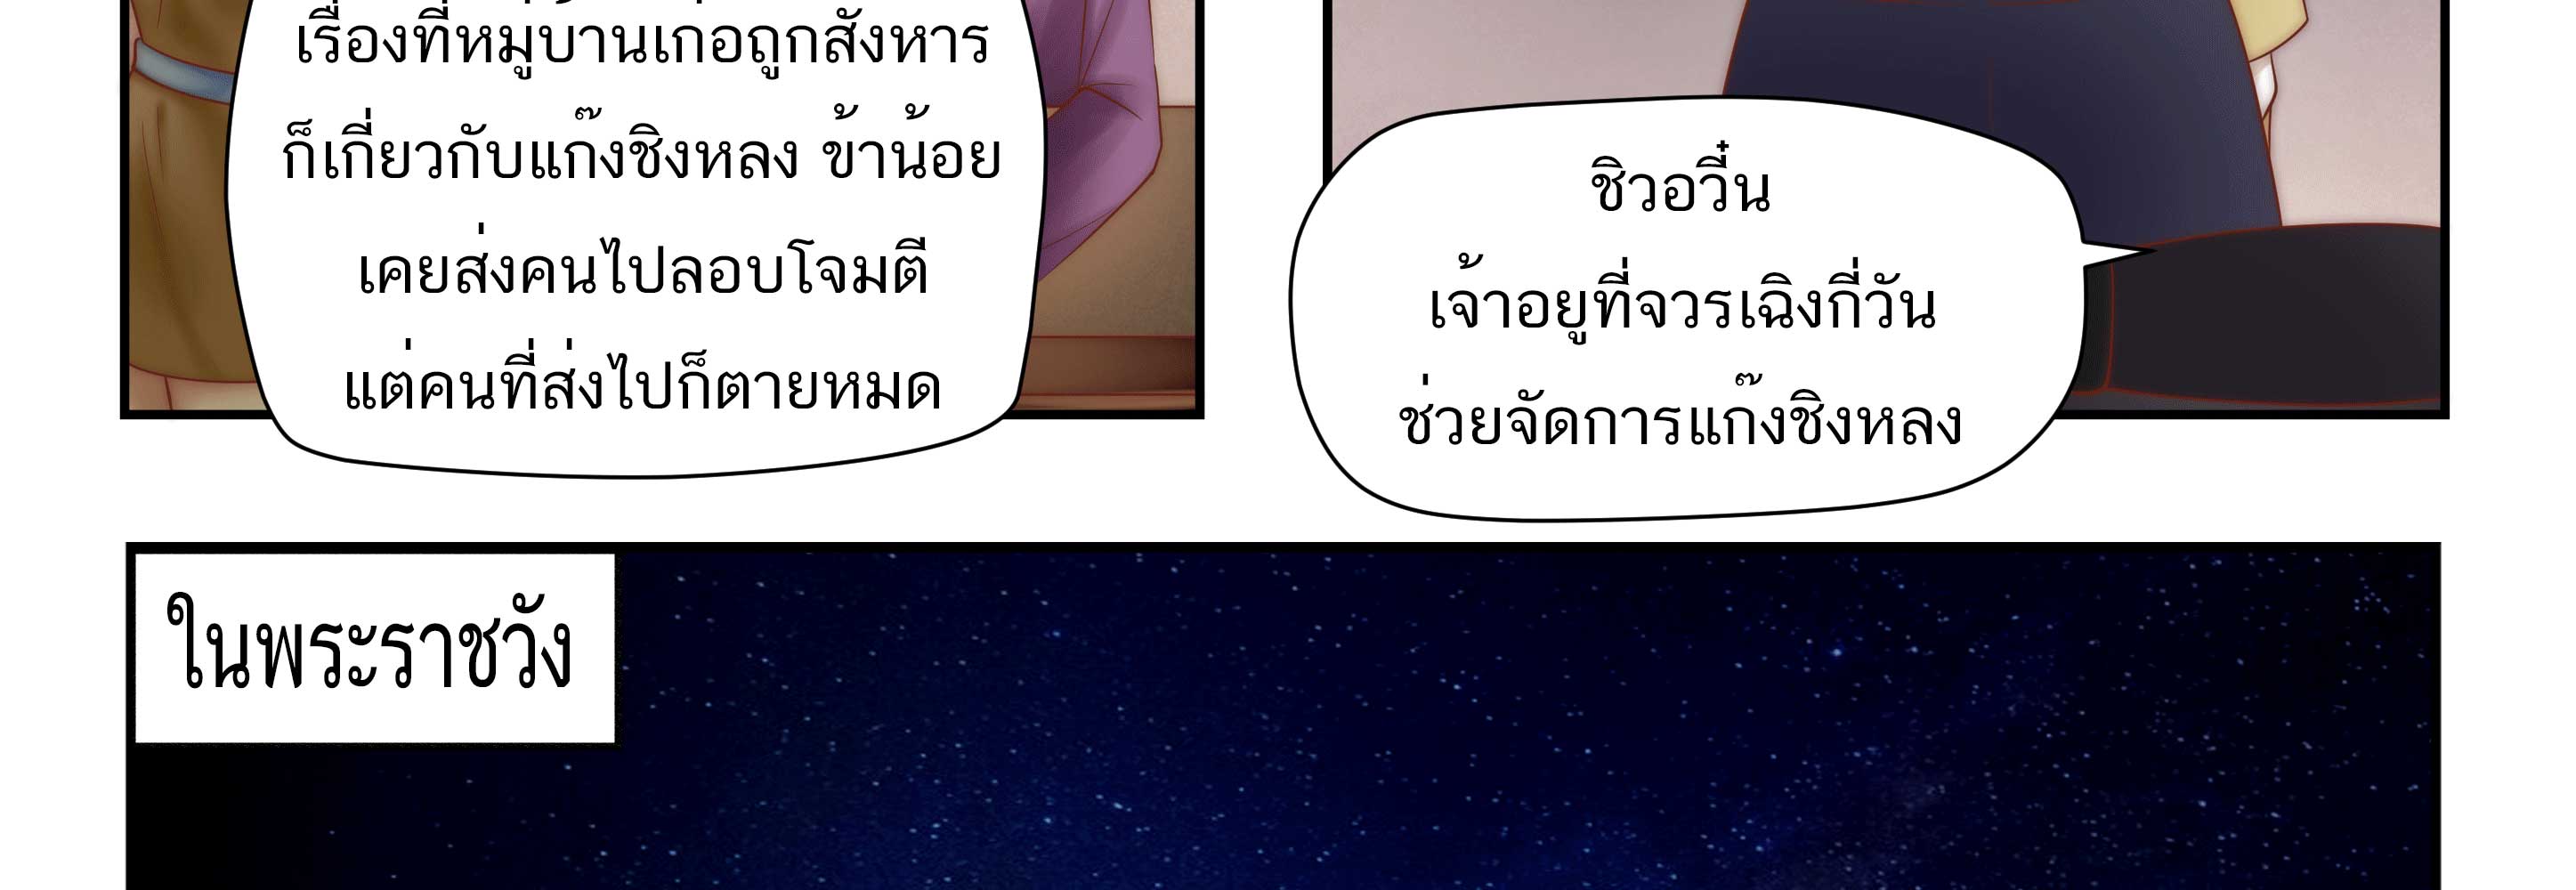 เรื่องที่หมู่บ้านเกอถูกสังหาร
ก็เกี่ยวกับแก๊งชิงหลง ข้าน้อย
เคยส่งคนไปลอบโจมตี
แต่คนที่ส่งไปก็ตายหมด
ชิวอวี๋น
เจ้าอยู่ที่จวรเฉิงกี่วัน
ช่วยจัดการแก๊งชิงหลง
ในพระราชวัง